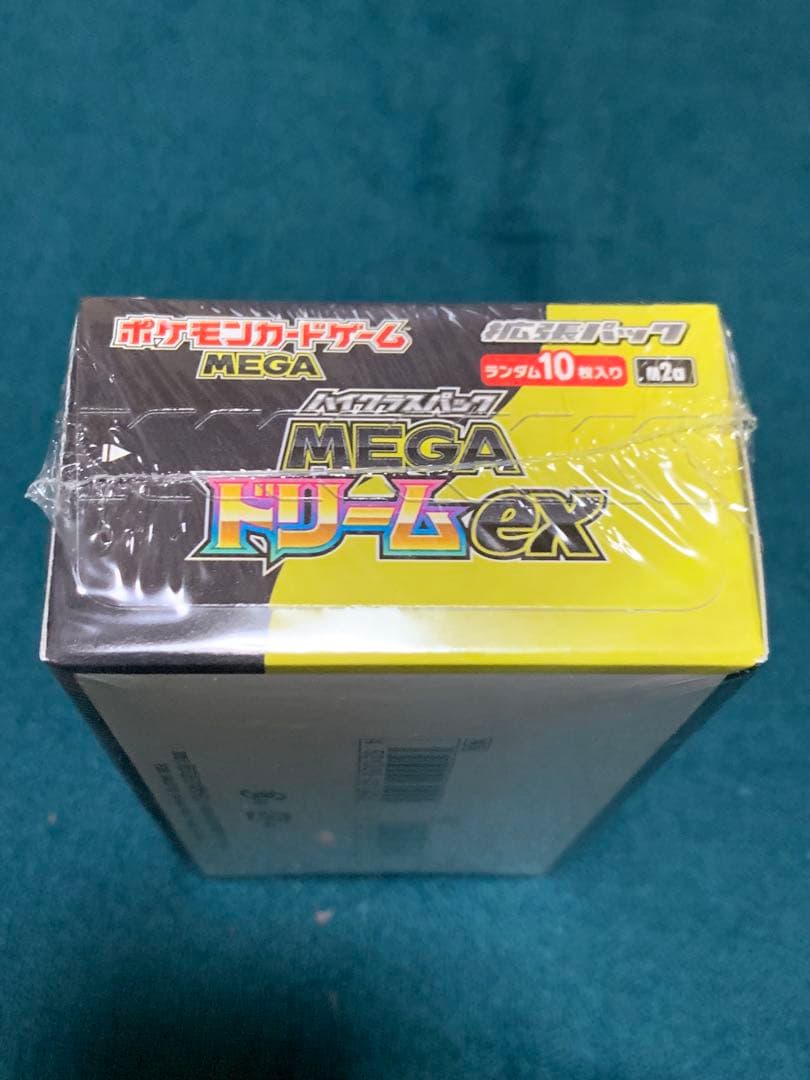 ポケモンカードゲーム
MEGA
拡張パック
ランダム10枚入り
ハイクラスパック
MEGA
ドリームex